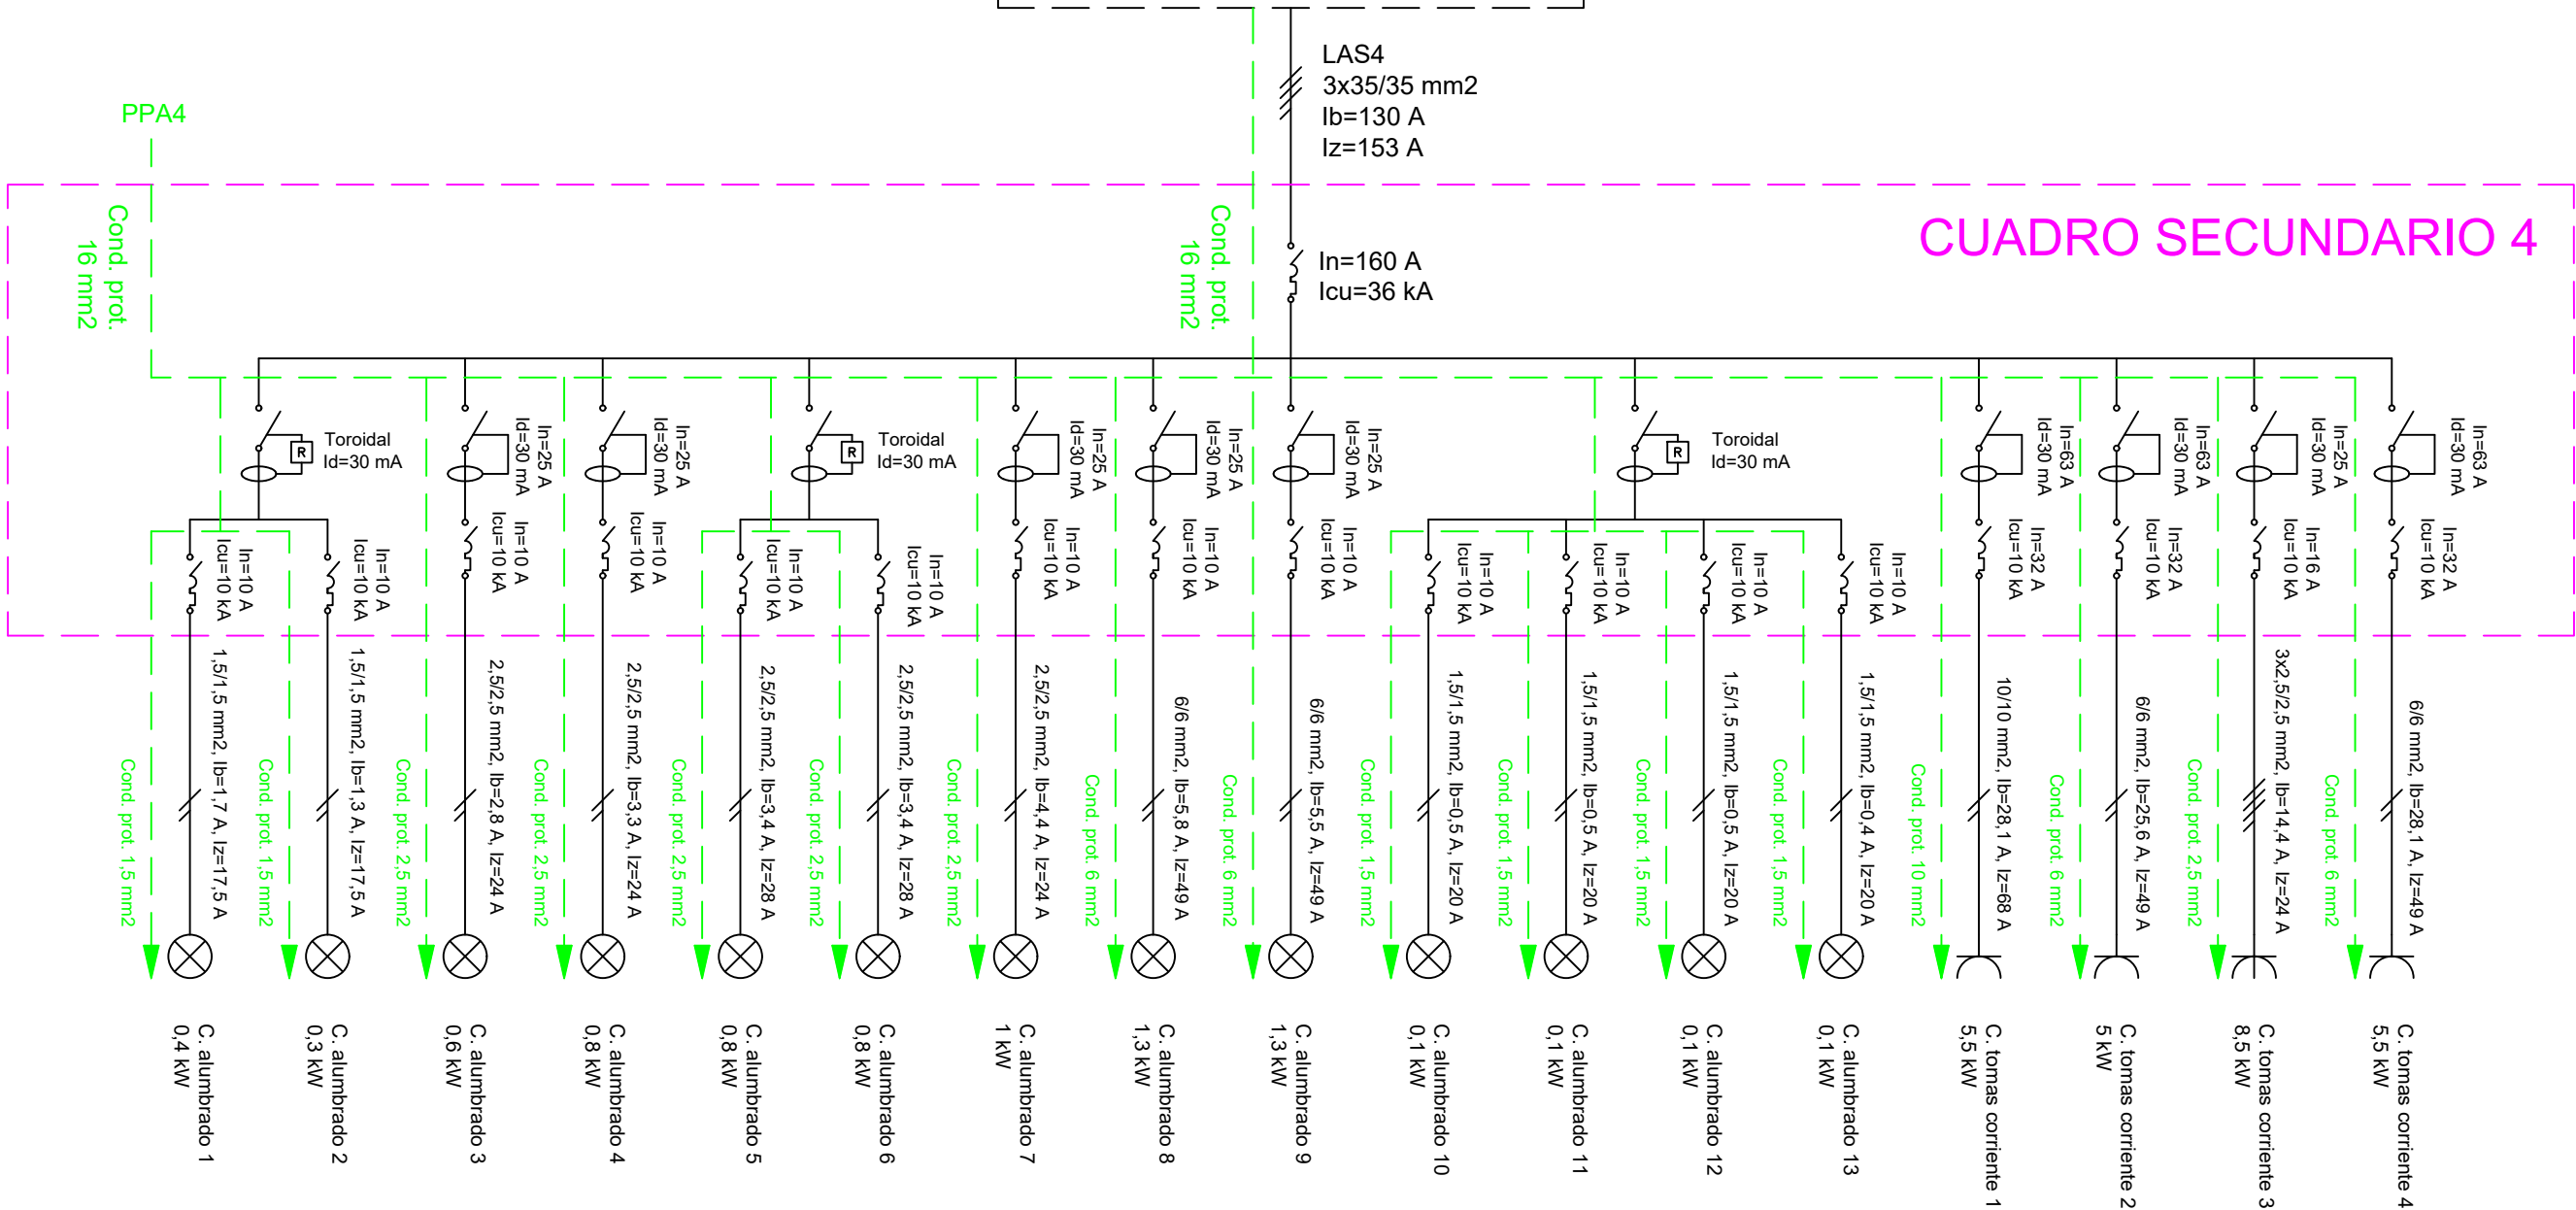 LAS4
3x35/35 mm2
Ib=130 A
Iz=153 A
PPA4
Cond. prot.
16 mm2
Cond. prot.
16 mm2
In=160 A
Icu=36 kA
CUADRO SECUNDARIO 4
R
Toroidal
Id=30 mA
In=25 A
Id=30 mA
In=25 A
Id=30 mA
R
Toroidal
Id=30 mA
In=25 A
Id=30 mA
In=25 A
Id=30 mA
In=25 A
Id=30 mA
R
Toroidal
Id=30 mA
In=63 A
Id=30 mA
In=63 A
Id=30 mA
In=25 A
Id=30 mA
In=63 A
Id=30 mA
In=10 A
Icu=10 kA
In=10 A
Icu=10 kA
In=10 A
Icu=10 kA
In=10 A
Icu=10 kA
In=10 A
Icu=10 kA
In=10 A
Icu=10 kA
In=10 A
Icu=10 kA
In=10 A
Icu=10 kA
In=10 A
Icu=10 kA
In=10 A
Icu=10 kA
In=10 A
Icu=10 kA
In=10 A
Icu=10 kA
In=10 A
Icu=10 kA
In=32 A
Icu=10 kA
In=32 A
Icu=10 kA
In=16 A
Icu=10 kA
In=32 A
Icu=10 kA
Cond. prot. 1,5 mm2
1,5/1,5 mm2, Ib=1,7 A, Iz=17,5 A
Cond. prot. 1,5 mm2
1,5/1,5 mm2, Ib=1,3 A, Iz=17,5 A
Cond. prot. 2,5 mm2
2,5/2,5 mm2, Ib=2,8 A, Iz=24 A
Cond. prot. 2,5 mm2
2,5/2,5 mm2, Ib=3,3 A, Iz=24 A
Cond. prot. 2,5 mm2
2,5/2,5 mm2, Ib=3,4 A, Iz=28 A
Cond. prot. 2,5 mm2
2,5/2,5 mm2, Ib=3,4 A, Iz=28 A
Cond. prot. 2,5 mm2
2,5/2,5 mm2, Ib=4,4 A, Iz=24 A
Cond. prot. 6 mm2
6/6 mm2, Ib=5,8 A, Iz=49 A
Cond. prot. 6 mm2
6/6 mm2, Ib=5,5 A, Iz=49 A
Cond. prot. 1,5 mm2
1,5/1,5 mm2, Ib=0,5 A, Iz=20 A
Cond. prot. 1,5 mm2
1,5/1,5 mm2, Ib=0,5 A, Iz=20 A
Cond. prot. 1,5 mm2
1,5/1,5 mm2, Ib=0,5 A, Iz=20 A
Cond. prot. 1,5 mm2
1,5/1,5 mm2, Ib=0,4 A, Iz=20 A
Cond. prot. 10 mm2
10/10 mm2, Ib=28,1 A, Iz=68 A
Cond. prot. 6 mm2
6/6 mm2, Ib=25,6 A, Iz=49 A
Cond. prot. 2,5 mm2
3x2,5/2,5 mm2, Ib=14,4 A, Iz=24 A
Cond. prot. 6 mm2
6/6 mm2, Ib=28,1 A, Iz=49 A
C. alumbrado 1
0,4 kW
C. alumbrado 2
0,3 kW
C. alumbrado 3
0,6 kW
C. alumbrado 4
0,8 kW
C. alumbrado 5
0,8 kW
C. alumbrado 6
0,8 kW
C. alumbrado 7
1 kW
C. alumbrado 8
1,3 kW
C. alumbrado 9
1,3 kW
C. alumbrado 10
0,1 kW
C. alumbrado 11
0,1 kW
C. alumbrado 12
0,1 kW
C. alumbrado 13
0,1 kW
C. tomas corriente 1
5,5 kW
C. tomas corriente 2
5 kW
C. tomas corriente 3
8,5 kW
C. tomas corriente 4
5,5 kW